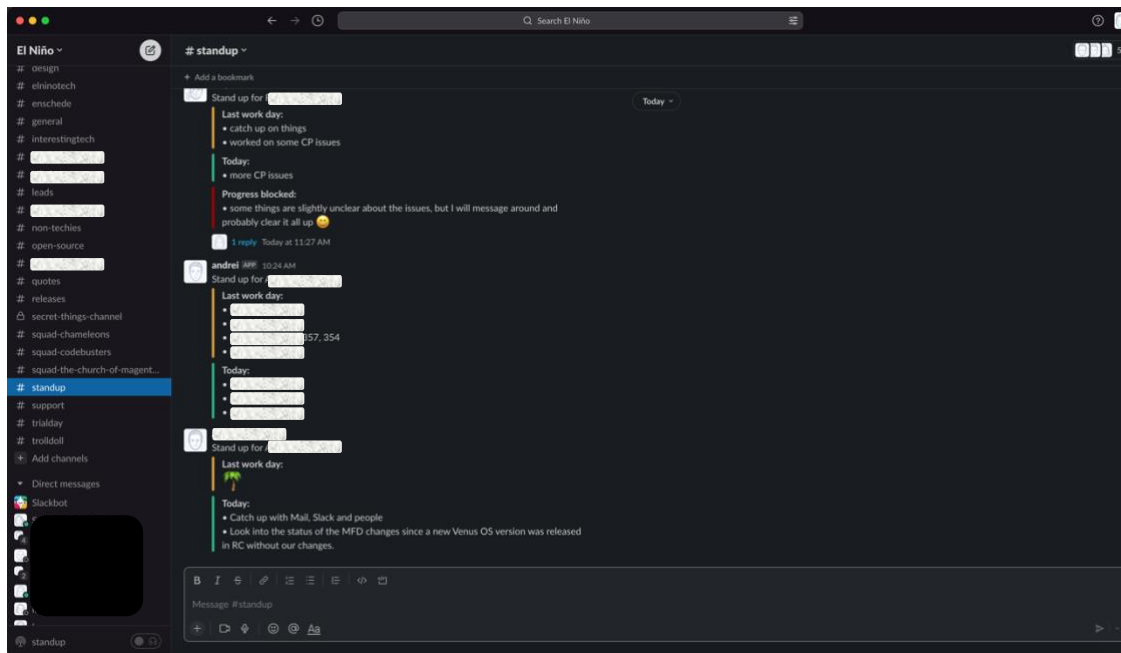 Search El Niño
El Niño
# design
# elninotech
# enschede
# general
# interestingtech
#
#
# leads
#
# non-techies
# open-source
#
# quotes
# releases
secret-things-channel
# squad-chameleons
# squad-codebusters
# squad-the-church-of-magent...
# standup
# support
# trialday
# trolldoll
+ Add channels
Direct messages
Slackbot
standup
# standup
+ Add a bookmark
Today
Stand up for
Last work day:
• catch up on things
• worked on some CP issues
Today:
• more CP issues
Progress blocked:
• some things are slightly unclear about the issues, but I will message around and
probably clear it all up
1 reply Today at 11:27 AM
andrei APP 10:24 AM
Stand up for
Last work day:
357, 354
Today:
Stand up for
Last work day:
Today:
• Catch up with Mail, Slack and people
• Look into the status of the MFD changes since a new Venus OS version was released
in RC without our changes.
B I S
Message #standup
+ @ Aa